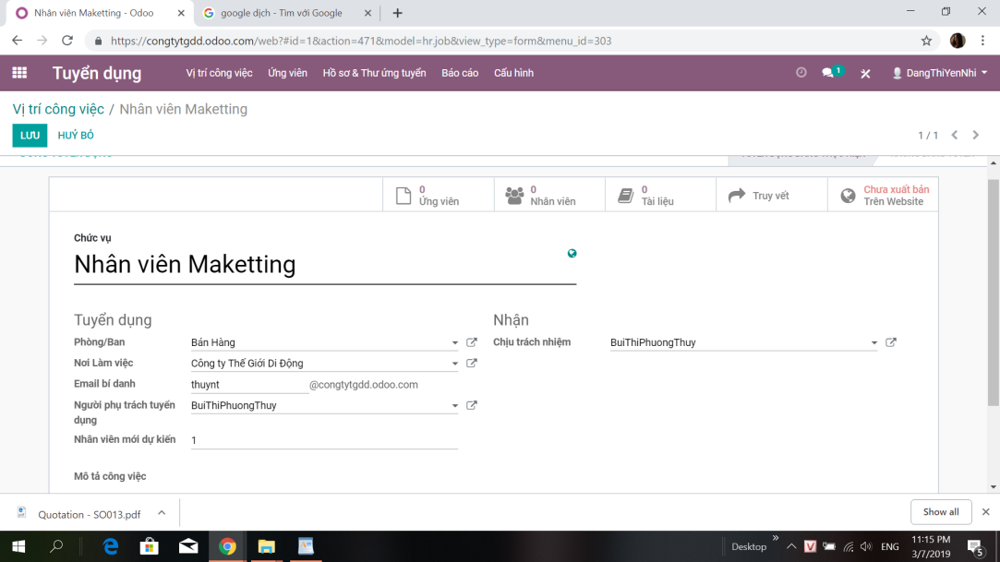 Nhân viên Maketting - Odoo
google dịch - Tìm với Google
https://congtytgdd.odoo.com/web?#id=1&action=471&model=hr.job&view_type=form&menu_id=303
Tuyển dụng Vị trí công việc Ứng viên Hồ sơ & Thư ứng tuyển Báo cáo Cấu hình 1 DangThiYenNhi
Vị trí công việc / Nhân viên Maketting
LƯU HUỶ BỎ 1 / 1
0 Ứng viên
0 Nhân viên
0 Tài liệu
Truy vết
Chưa xuất bản
Trên Website
Chức vụ
Nhân viên Maketting
Tuyển dụng
Phòng/Ban Bán Hàng
Nơi Làm việc Công ty Thế Giới Di Động
Email bí danh thuynt @congtytgdd.odoo.com
Người phụ trách tuyển dụng BuiThiPhuongThuy
Nhân viên mới dự kiến 1
Nhận
Chịu trách nhiệm BuiThiPhuongThuy
Mô tả công việc
Quotation - SO013.pdf
Show all
Desktop
ENG
11:15 PM
3/7/2019
5